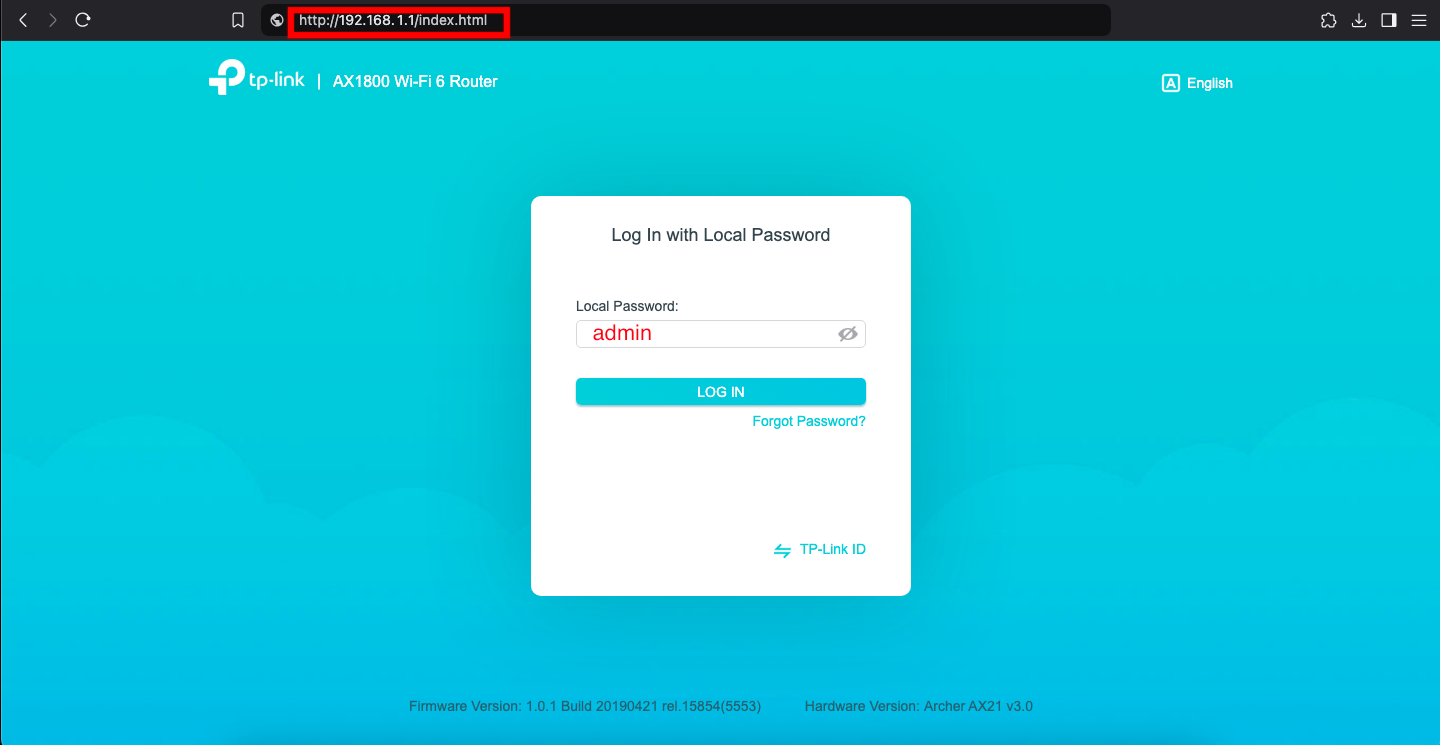 http://192.168.1.1/index.html
tp-link | AX1800 Wi-Fi 6 Router
A English
Log In with Local Password
Local Password:
admin
LOG IN
Forgot Password?
TP-Link ID
Firmware Version: 1.0.1 Build 20190421 rel.15854(5553) Hardware Version: Archer AX21 v3.0